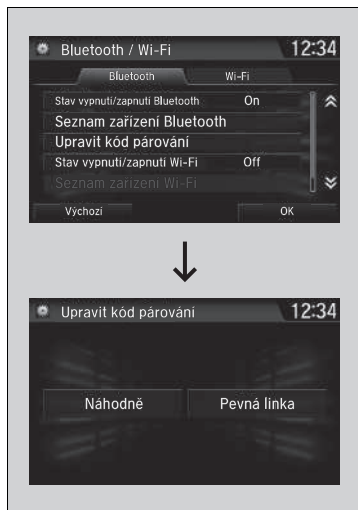 Bluetooth / Wi-Fi 12:34
Bluetooth Wi-Fi
Stav vypnutí/zapnutí Bluetooth On
Seznam zařízení Bluetooth
Upravit kód párování
Stav vypnutí/zapnutí Wi-Fi Off
Seznam zařízení Wi-Fi
Výchozí OK
Upravit kód párování 12:34
Náhodně Pevná linka